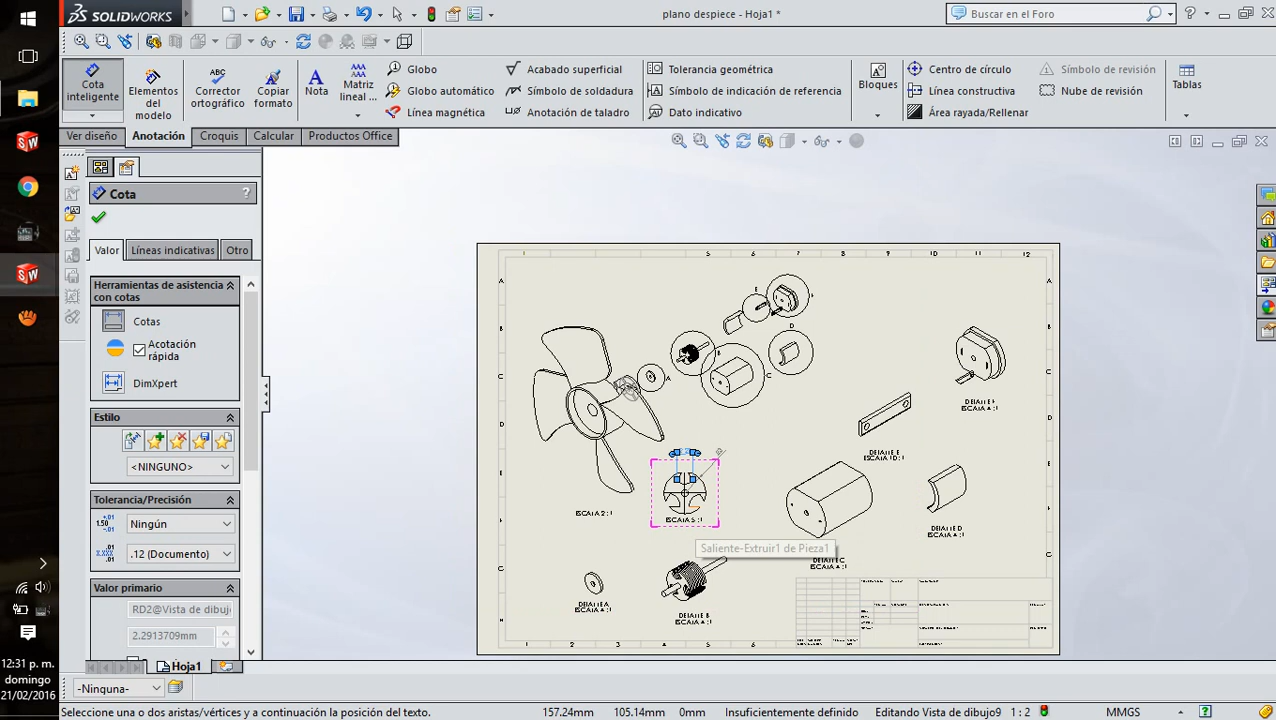 SOLIDWORKS
plano despiece - Hoja1 *
Buscar en el Foro
Cota inteligente
Elementos del modelo
Corrector ortográfico
Copiar formato
Nota
Matriz lineal ...
Globo
Globo automático
Línea magnética
Acabado superficial
Símbolo de soldadura
Anotación de taladro
Tolerancia geométrica
Símbolo de indicación de referencia
Dato indicativo
Bloques
Centro de círculo
Línea constructiva
Área rayada/Rellenar
Símbolo de revisión
Nube de revisión
Tablas
Ver diseño
Anotación
Croquis
Calcular
Productos Office
Cota
?
Valor
Líneas indicativas
Otro
Herramientas de asistencia
con cotas
Cotas
Acotación
rápida
DimXpert
Estilo
<NINGUNO>
Tolerancia/Precisión
Ningún
.12 (Documento)
Valor primario
RD2@Vista de dibujo
2.2913709mm
Saliente-Extruir1 de Pieza1
Hoja1
-Ninguna-
Seleccione una o dos aristas/vértices y a continuación la posición del texto.
157.24mm
105.14mm
0mm
Insuficientemente definido
Editando Vista de dibujo9
1 : 2
MMGS
12:31 p. m.
domingo
21/02/2016